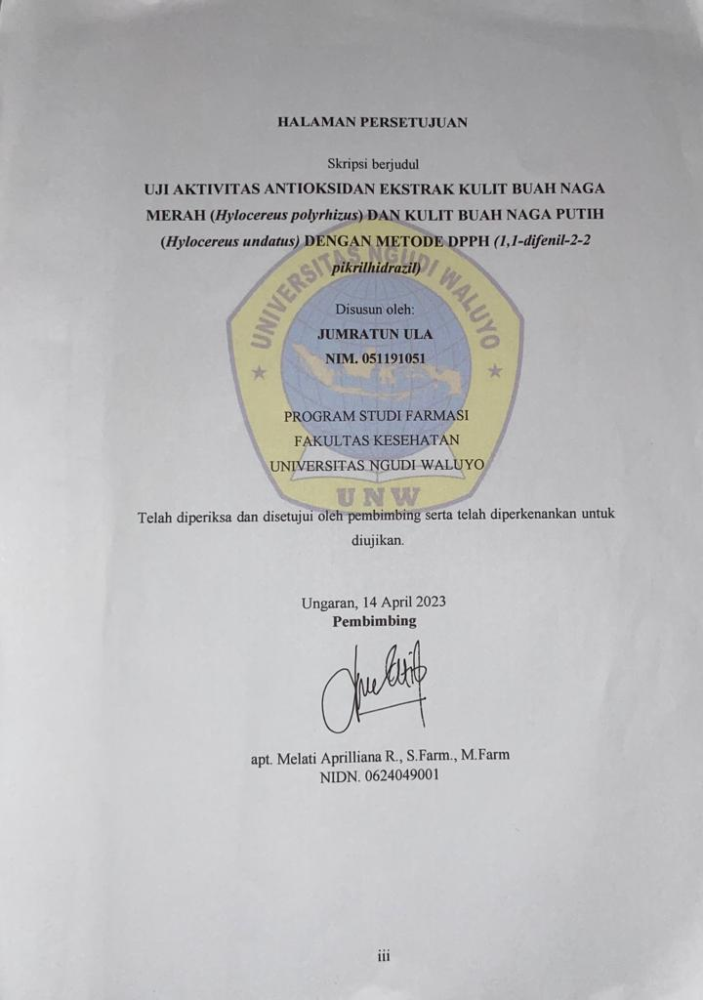 HALAMAN PERSETUJUAN
Skripsi berjudul
UJI AKTIVITAS ANTIOKSIDAN EKSTRAK KULIT BUAH NAGA
MERAH (Hylocereus polyrhizus) DAN KULIT BUAH NAGA PUTIH
(Hylocereus undatus) DENGAN METODE DPPH (1,1-difenil-2-2
pikrilhidrazil)
UNIVERSITAS NGUDI WALUYO
Disusun oleh:
JUMRATUN ULA
NIM. 051191051
PROGRAM STUDI FARMASI
FAKULTAS KESEHATAN
UNIVERSITAS NGUDI WALUYO
UNW
Telah diperiksa dan disetujui oleh pembimbing serta telah diperkenankan untuk
diujikan.
Ungaran, 14 April 2023
Pembimbing
apt. Melati Aprilliana R., S.Farm., M.Farm
NIDN. 0624049001
iii